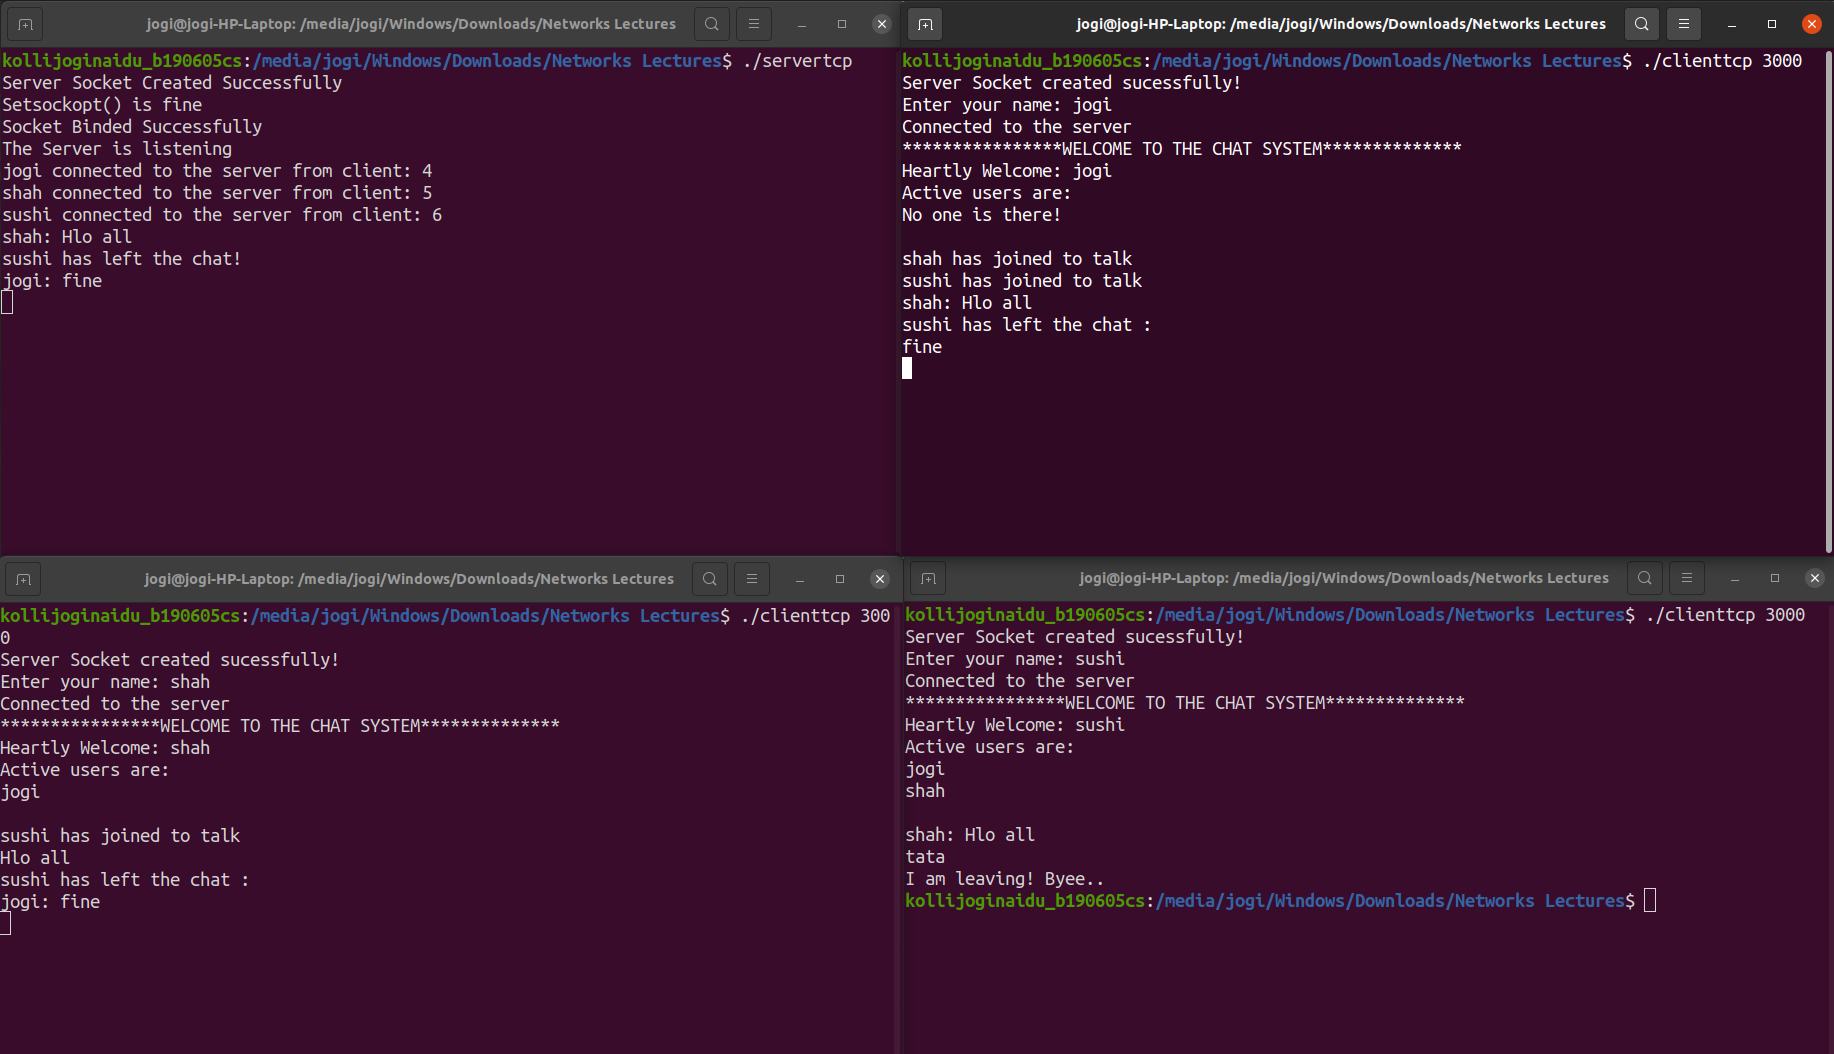 jogi@jogi-HP-Laptop: /media/jogi/Windows/Downloads/Networks Lectures
kollijoginaidu_b190605cs:/media/jogi/Windows/Downloads/Networks Lectures$ ./servertcp
Server Socket Created Successfully
Setsockopt() is fine
Socket Binded Successfully
The Server is listening
jogi connected to the server from client: 4
shah connected to the server from client: 5
sushi connected to the server from client: 6
shah: Hlo all
sushi has left the chat!
jogi: fine
jogi@jogi-HP-Laptop: /media/jogi/Windows/Downloads/Networks Lectures
kollijoginaidu_b190605cs:/media/jogi/Windows/Downloads/Networks Lectures$ ./clienttcp 3000
Server Socket created sucessfully!
Enter your name: jogi
Connected to the server
****************WELCOME TO THE CHAT SYSTEM**************
Heartly Welcome: jogi
Active users are:
No one is there!
shah has joined to talk
sushi has joined to talk
shah: Hlo all
sushi has left the chat :
fine
jogi@jogi-HP-Laptop: /media/jogi/Windows/Downloads/Networks Lectures
kollijoginaidu_b190605cs:/media/jogi/Windows/Downloads/Networks Lectures$ ./clienttcp 300
0
Server Socket created sucessfully!
Enter your name: shah
Connected to the server
****************WELCOME TO THE CHAT SYSTEM**************
Heartly Welcome: shah
Active users are:
jogi
sushi has joined to talk
Hlo all
sushi has left the chat :
jogi: fine
jogi@jogi-HP-Laptop: /media/jogi/Windows/Downloads/Networks Lectures
kollijoginaidu_b190605cs:/media/jogi/Windows/Downloads/Networks Lectures$ ./clienttcp 3000
Server Socket created sucessfully!
Enter your name: sushi
Connected to the server
****************WELCOME TO THE CHAT SYSTEM**************
Heartly Welcome: sushi
Active users are:
jogi
shah
shah: Hlo all
tata
I am leaving! Byee..
kollijoginaidu_b190605cs:/media/jogi/Windows/Downloads/Networks Lectures$